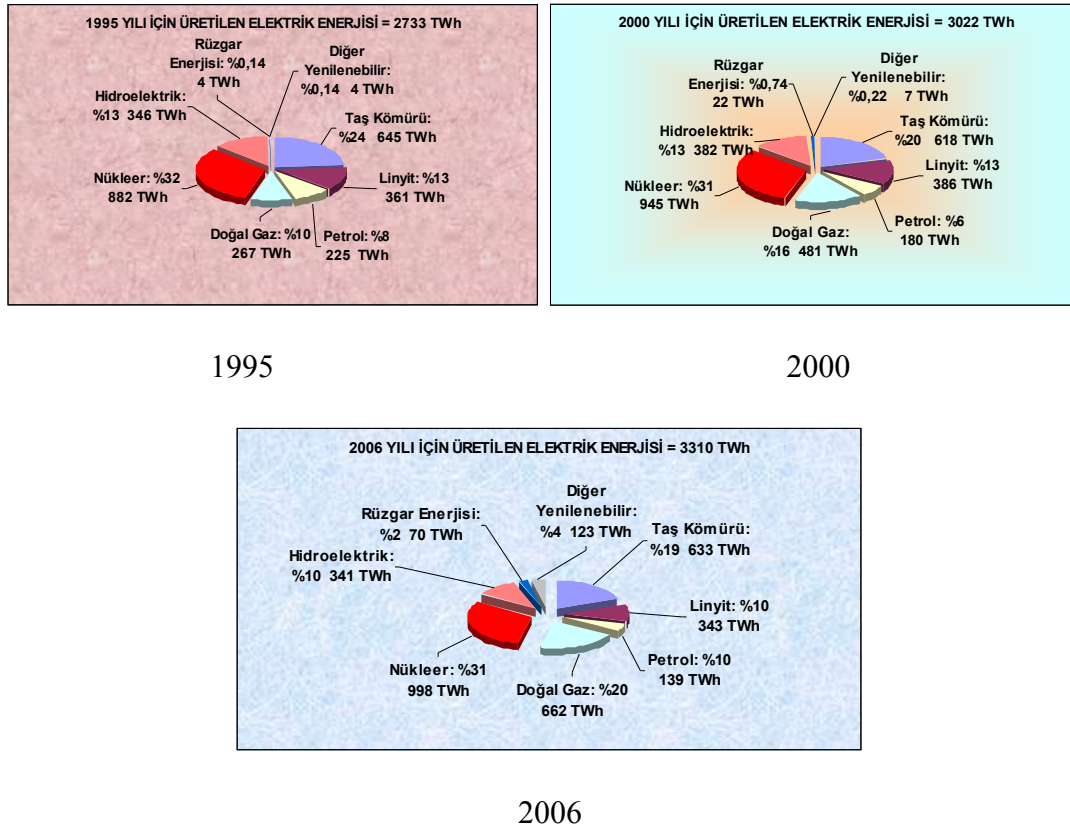 1995 YILI İÇİN ÜRETİLEN ELEKTRİK ENERJİSİ = 2733 TWh
Rüzgar
Enerjisi: %0,14
4 TWh
Diğer
Yenilenebilir:
%0,14 4 TWh
Hidroelektrik:
%13 346 TWh
Taş Kömürü:
%24 645 TWh
Nükleer: %32
882 TWh
Linyit: %13
361 TWh
Doğal Gaz: %10
267 TWh
Petrol: %8
225 TWh
2000 YILI İÇİN ÜRETİLEN ELEKTRİK ENERJİSİ = 3022 TWh
Rüzgar
Enerjisi: %0,74
22 TWh
Diğer
Yenilenebilir:
%0,22 7 TWh
Hidroelektrik:
%13 382 TWh
Taş Kömürü:
%20 618 TWh
Nükleer: %31
945 TWh
Linyit: %13
386 TWh
Doğal Gaz:
%16 481 TWh
Petrol: %6
180 TWh
1995
2000
2006 YILI İÇİN ÜRETİLEN ELEKTRİK ENERJİSİ = 3310 TWh
Rüzgar Enerjisi:
%2 70 TWh
Diğer
Yenilenebilir:
%4 123 TWh
Hidroelektrik:
%10 341 TWh
Taş Kömürü:
%19 633 TWh
Linyit: %10
343 TWh
Nükleer: %31
998 TWh
Doğal Gaz: %20
662 TWh
Petrol: %10
139 TWh
2006